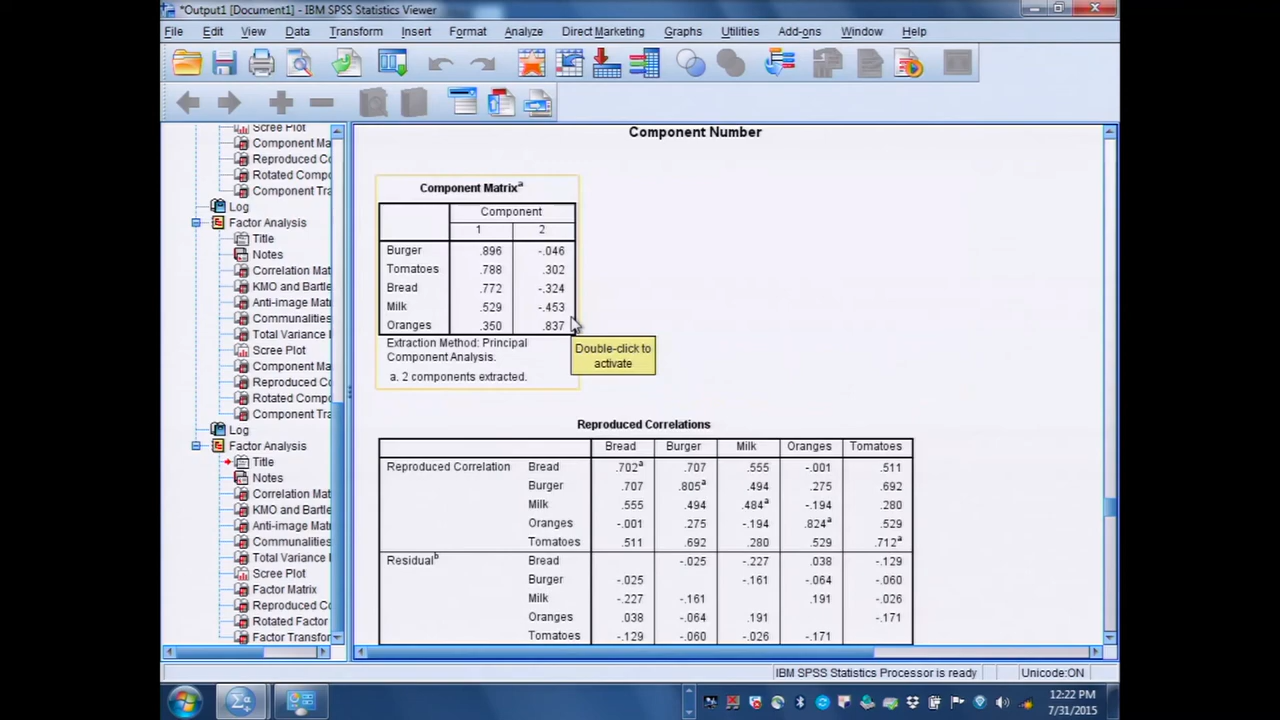 *Output1 [Document1] - IBM SPSS Statistics Viewer
File Edit View Data Transform Insert Format Analyze Direct Marketing Graphs Utilities Add-ons Window Help
Scree Plot
Component Ma
Reproduced Co
Rotated Compo
Component Tra
Log
Factor Analysis
Title
Notes
Correlation Mat
KMO and Bartle
Anti-image Matr
Communalities
Total Variance E
Scree Plot
Component Ma
Reproduced Co
Rotated Compo
Component Tra
Log
Factor Analysis
Title
Notes
Correlation Mat
KMO and Bartle
Anti-image Matr
Communalities
Total Variance E
Scree Plot
Factor Matrix
Reproduced Co
Rotated Factor
Factor Transfor
Component Number
Component Matrixa
Component
1 2
Burger .896 -.046
Tomatoes .788 .302
Bread .772 -.324
Milk .529 -.453
Oranges .350 .837
Extraction Method: Principal
Component Analysis.
a. 2 components extracted.
Double-click to
activate
Reproduced Correlations
Bread Burger Milk Oranges Tomatoes
Reproduced Correlation Bread .702a .707 .555 -.001 .511
Burger .707 .805a .494 .275 .692
Milk .555 .494 .484a -.194 .280
Oranges -.001 .275 -.194 .824a .529
Tomatoes .511 .692 .280 .529 .712a
Residualb Bread -.025 -.227 .038 -.129
Burger -.025 -.161 -.064 -.060
Milk -.227 -.161 .191 -.026
Oranges .038 -.064 .191 -.171
Tomatoes -.129 -.060 -.026 -.171
IBM SPSS Statistics Processor is ready Unicode:ON
12:22 PM
7/31/2015